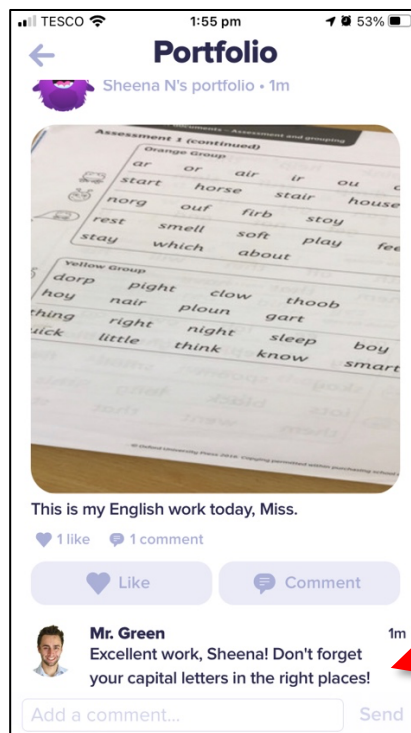 TESCO 1:55 pm 53%
Portfolio
Sheena N's portfolio • 1m
Assessment 1 (continued)
Orange Group
ar or air ir ou
start horse stair house
norg ouf firb stoy
rest smell soft play fee
stay which about
Yellow Group
dorp pight clow thoob
hoy nair ploun gart
thing right night sleep boy
uick little think know smart
This is my English work today, Miss.
1 like 1 comment
Like Comment
Mr. Green 1m
Excellent work, Sheena! Don't forget
your capital letters in the right places!
Add a comment... Send